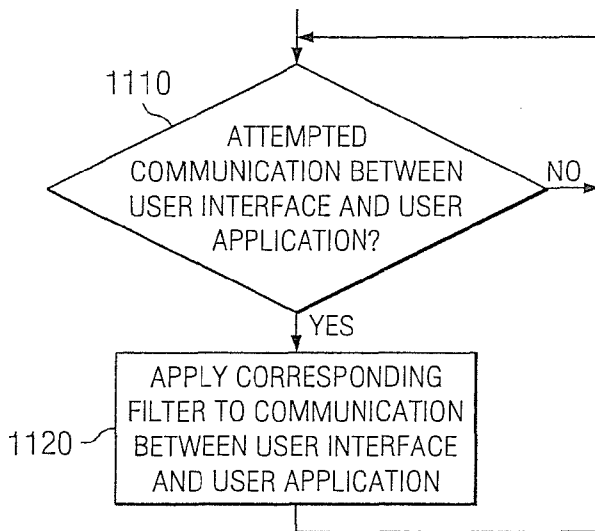 1110
ATTEMPTED
COMMUNICATION BETWEEN
USER INTERFACE AND USER
APPLICATION?
NO
YES
1120
APPLY CORRESPONDING
FILTER TO COMMUNICATION
BETWEEN USER INTERFACE
AND USER APPLICATION